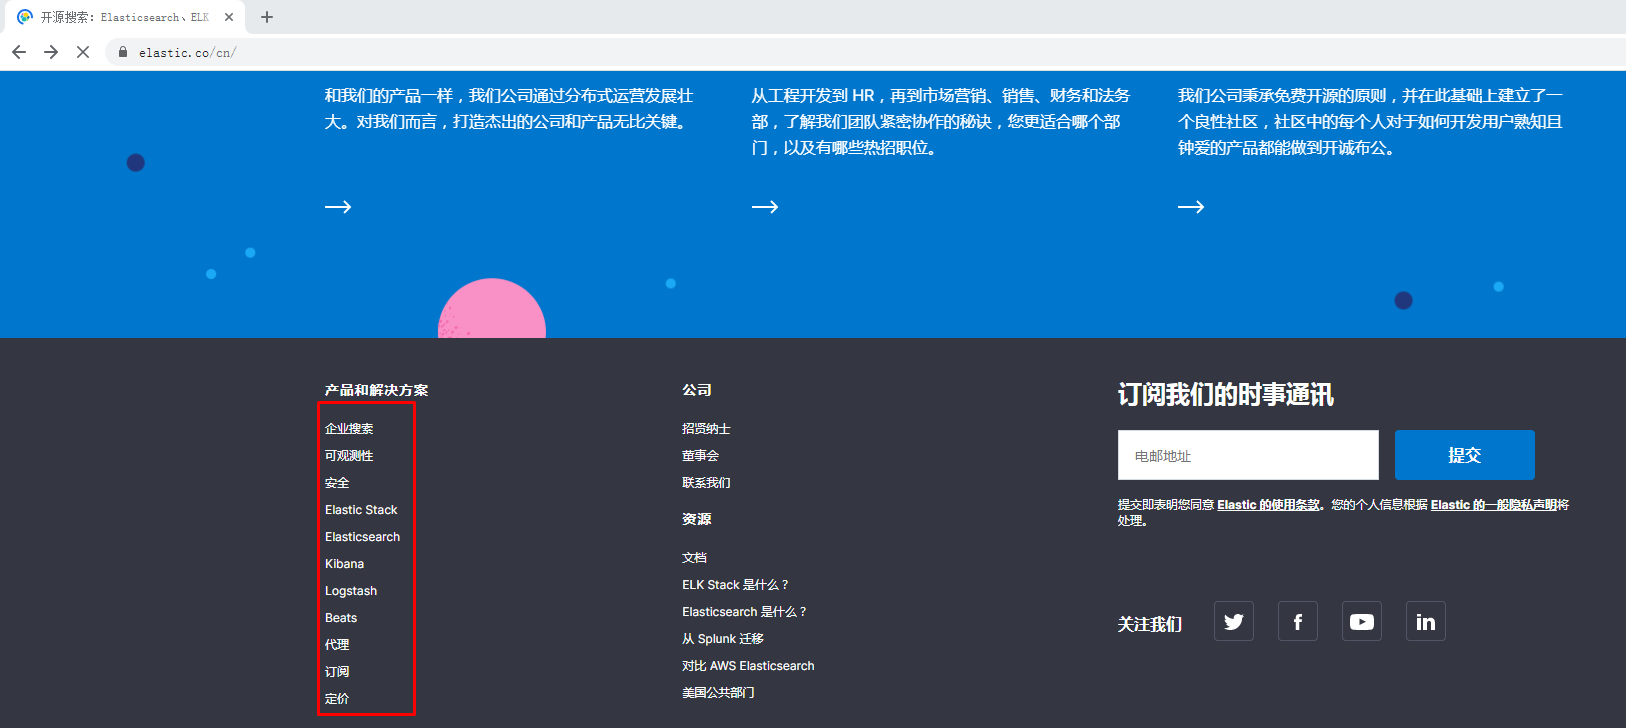 开源搜索：Elasticsearch、ELK
elastic.co/cn/
和我们的产品一样，我们公司通过分布式运营发展壮
大。对我们而言，打造杰出的公司和产品无比关键。
从工程开发到 HR，再到市场营销、销售、财务和法务
部，了解我们团队紧密协作的秘诀，您更适合哪个部
门，以及有哪些热招职位。
我们公司秉承免费开源的原则，并在此基础上建立了一
个良性社区，社区中的每个人对于如何开发用户熟知且
钟爱的产品都能做到开诚布公。
产品和解决方案
企业搜索
可观测性
安全
Elastic Stack
Elasticsearch
Kibana
Logstash
Beats
代理
订阅
定价
公司
招贤纳士
董事会
联系我们
资源
文档
ELK Stack 是什么？
Elasticsearch 是什么？
从 Splunk 迁移
对比 AWS Elasticsearch
美国公共部门
订阅我们的时事通讯
电邮地址
提交
提交即表明您同意 Elastic 的使用条款。您的个人信息根据 Elastic 的一般隐私声明将
处理。
关注我们